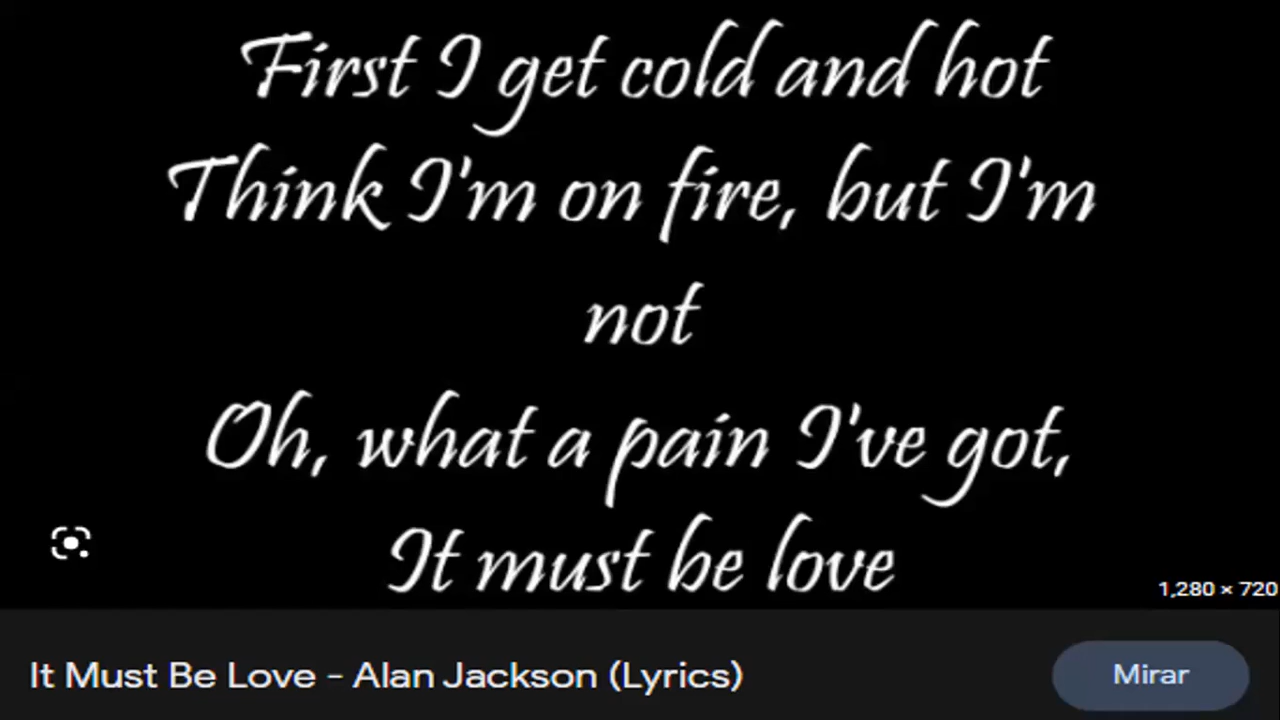 First I get cold and hot
Think I'm on fire, but I'm
not
Oh, what a pain I've got,
It must be love
1,280 × 720
It Must Be Love - Alan Jackson (Lyrics)
Mirar